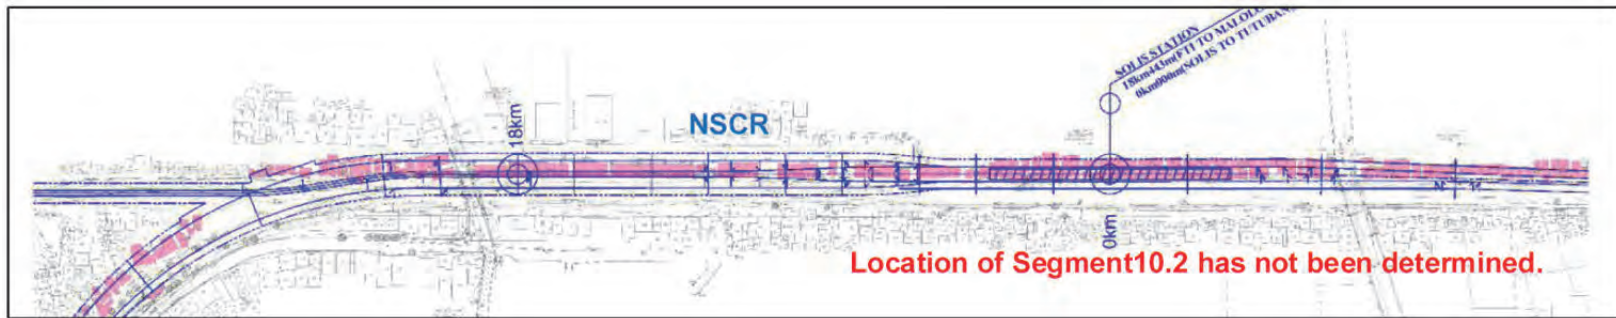 SOLIS STATION
18km443m(FTI TO MALOLO
0km000m(SOLIS TO TUTUBAN
18km
NSCR
0km
Location of Segment10.2 has not been determined.